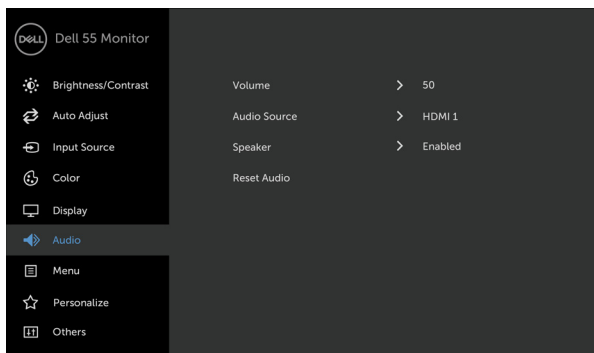 DELL Dell 55 Monitor
Brightness/Contrast
Auto Adjust
Input Source
Color
Display
Audio
Menu
Personalize
Others
Volume 50
Audio Source HDMI 1
Speaker Enabled
Reset Audio